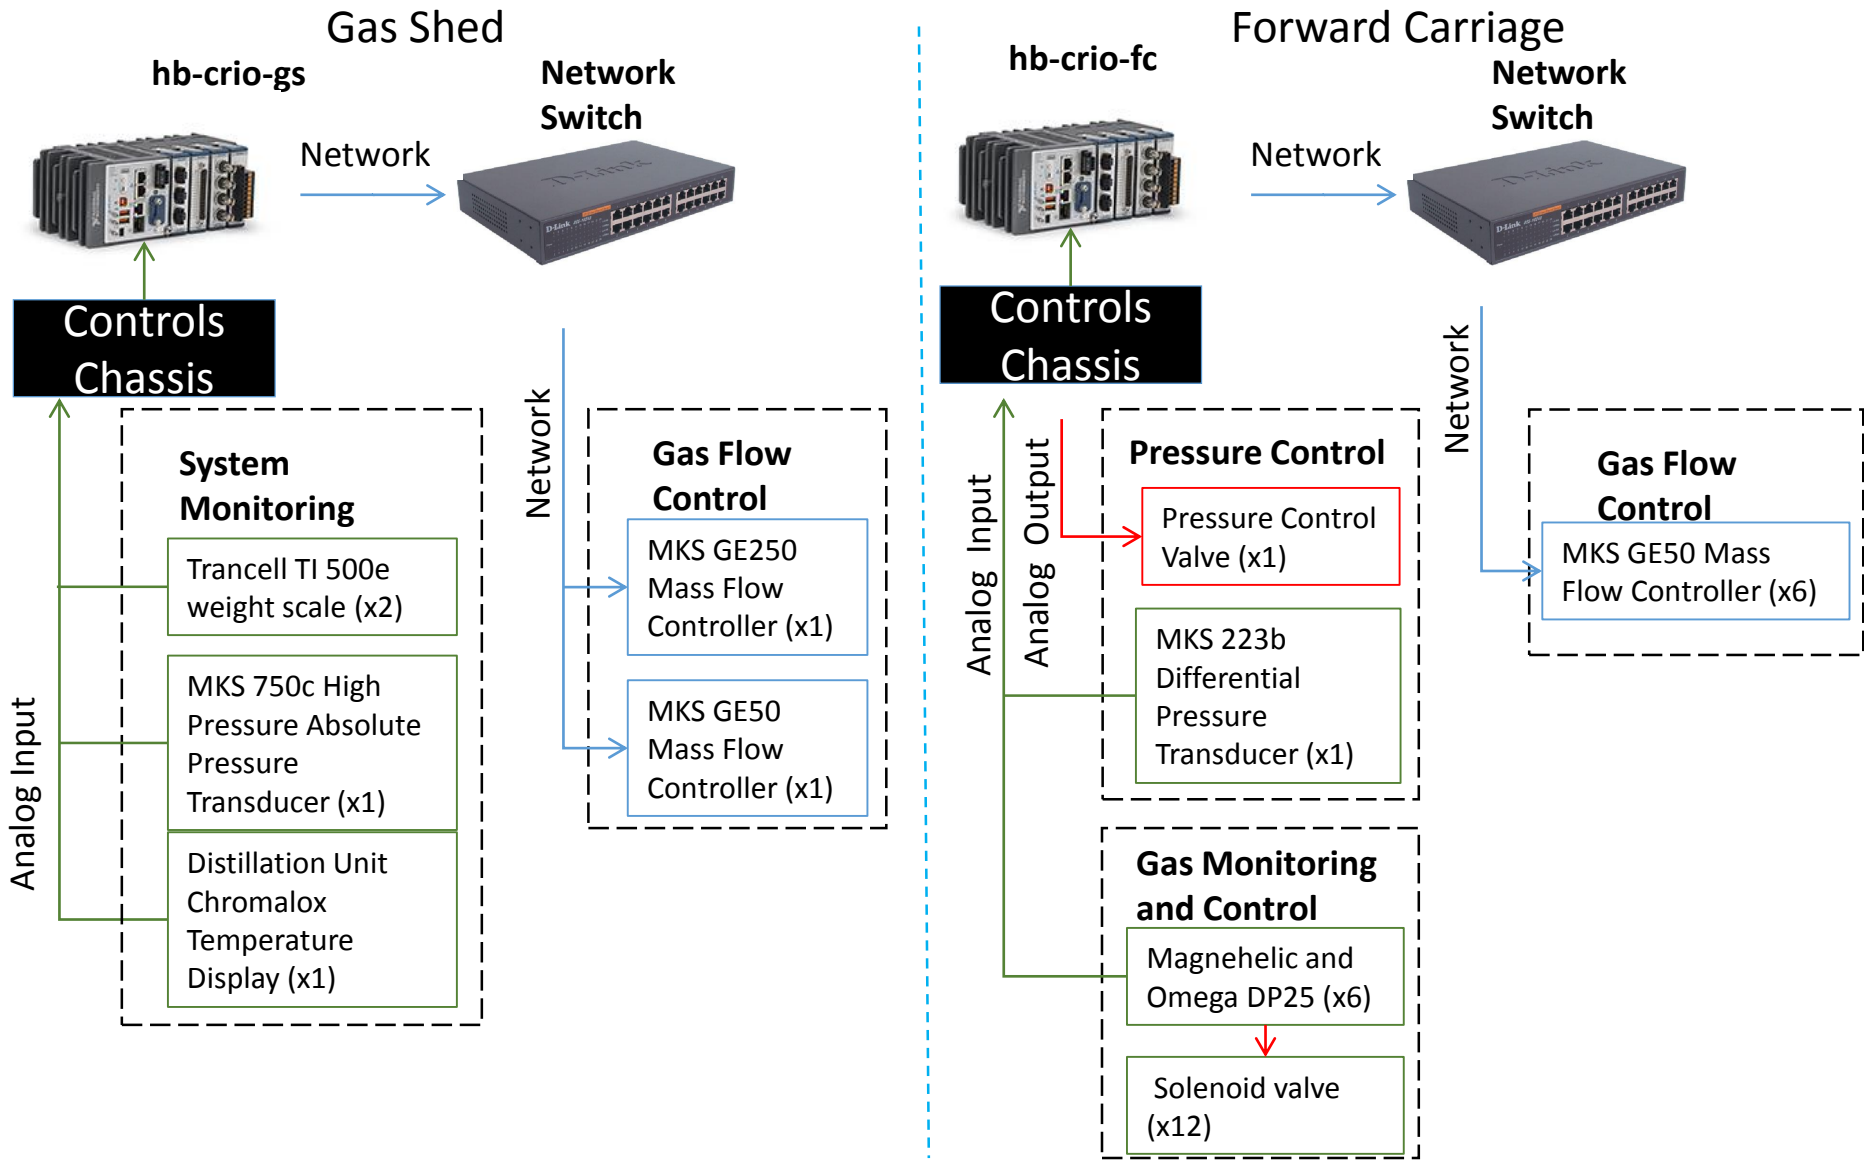 Gas Shed
hb-crio-gs
Network
Switch
Network
D-Link
D-Link
Controls
Chassis
System
Monitoring
Trancell TI 500e
weight scale (x2)
MKS 750c High
Pressure Absolute
Pressure
Transducer (x1)
Distillation Unit
Chromalox
Temperature
Display (x1)
Analog Input
Network
Gas Flow
Control
MKS GE250
Mass Flow
Controller (x1)
MKS GE50
Mass Flow
Controller (x1)
Forward Carriage
hb-crio-fc
Network
Switch
Network
D-Link
D-Link
Controls
Chassis
Analog Input
Analog Output
Pressure Control
Pressure Control
Valve (x1)
MKS 223b
Differential
Pressure
Transducer (x1)
Gas Monitoring
and Control
Magnehelic and
Omega DP25 (x6)
Solenoid valve
(x12)
Network
Gas Flow
Control
MKS GE50 Mass
Flow Controller (x6)